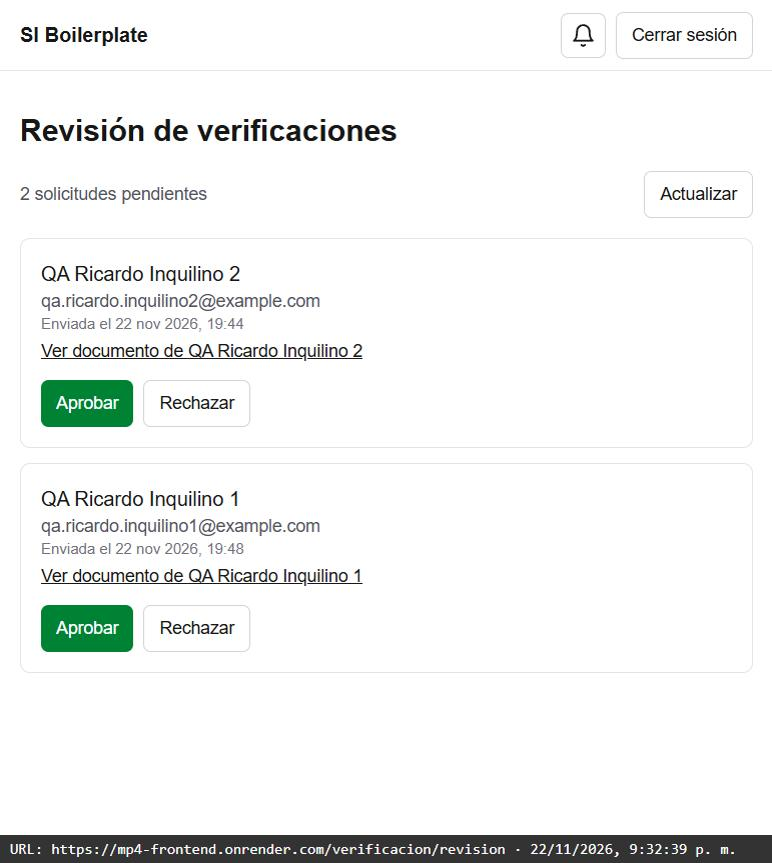 SI Boilerplate
Cerrar sesión
Revisión de verificaciones
2 solicitudes pendientes
Actualizar
QA Ricardo Inquilino 2
qa.ricardo.inquilino2@example.com
Enviada el 22 nov 2026, 19:44
Ver documento de QA Ricardo Inquilino 2
Aprobar
Rechazar
QA Ricardo Inquilino 1
qa.ricardo.inquilino1@example.com
Enviada el 22 nov 2026, 19:48
Ver documento de QA Ricardo Inquilino 1
Aprobar
Rechazar
URL: https://mp4-frontend.onrender.com/verificacion/revision · 22/11/2026, 9:32:39 p. m.